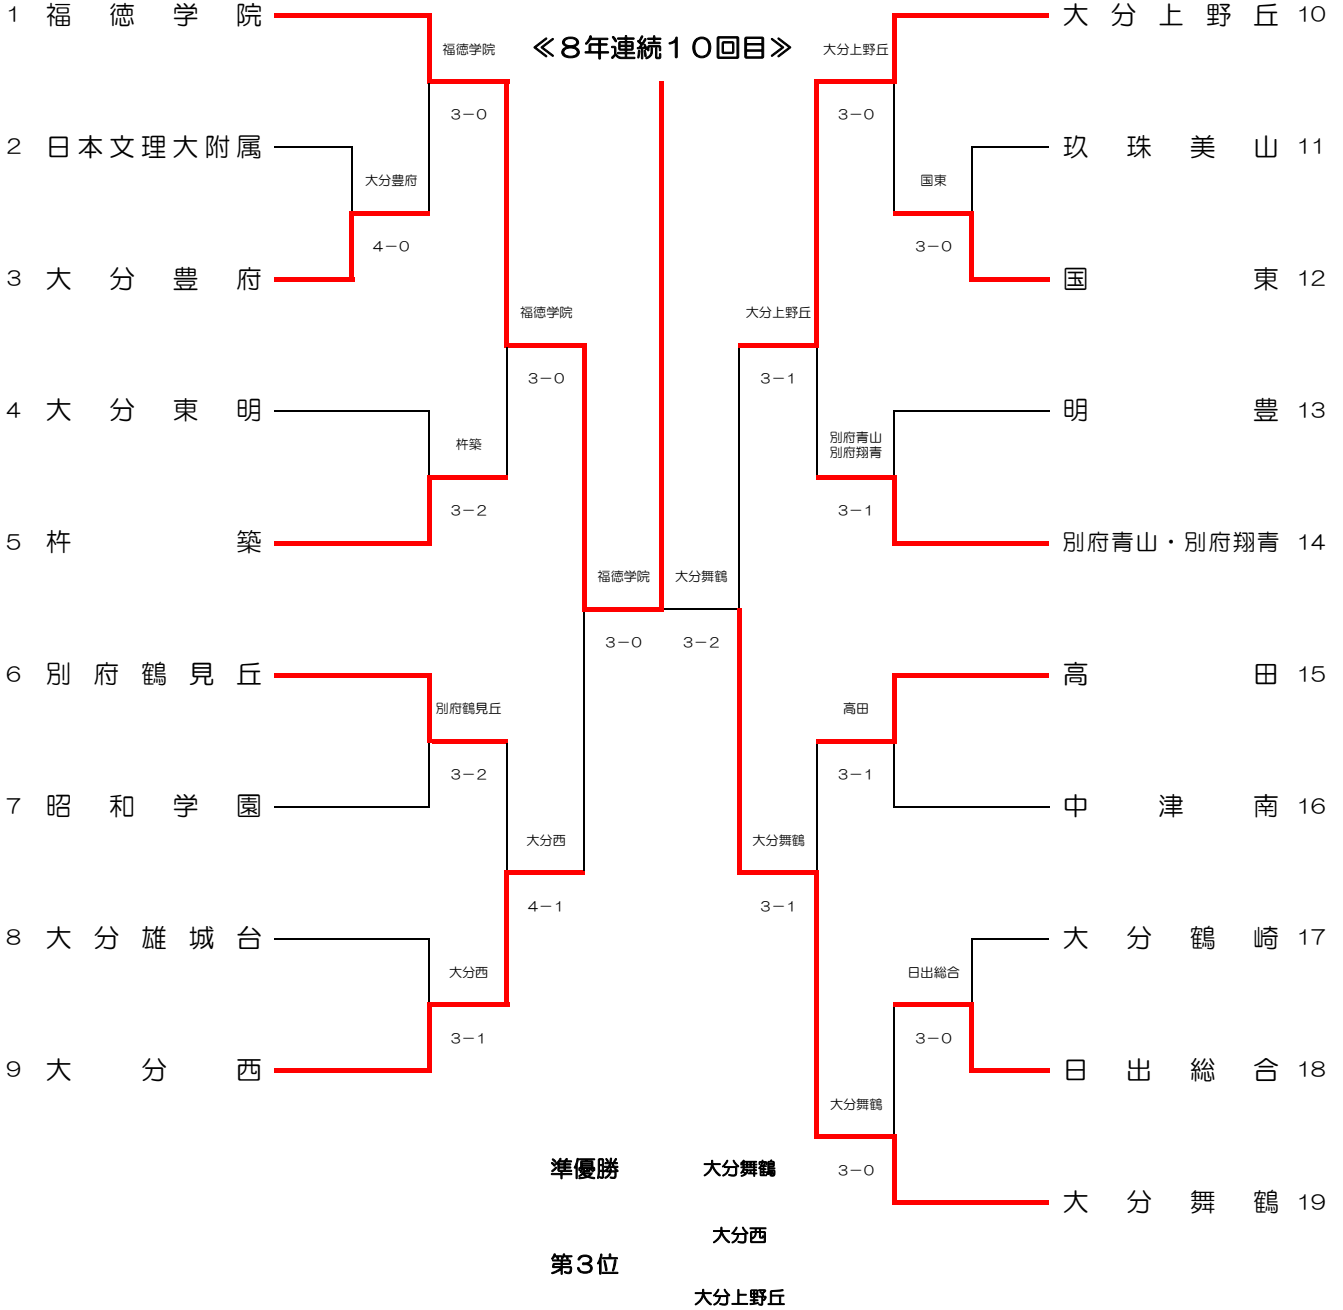 ≪８年連続１０回目≫
1 福徳学院
2 日本文理大附属
3 大分豊府
4 大分東明
5 杵築
6 別府鶴見丘
7 昭和学園
8 大分雄城台
9 大分西
福徳学院
3－0
大分豊府
4－0
福徳学院
3－0
杵築
3－2
福徳学院
3－0
別府鶴見丘
3－2
大分西
4－1
大分西
3－1
大分上野丘
3－0
国東
3－0
大分上野丘
3－1
別府青山
別府翔青
3－1
大分舞鶴
3－2
高田
3－1
大分舞鶴
3－1
日出総合
3－0
大分舞鶴
3－0
大分上野丘 10
玖珠美山 11
国東 12
明豊 13
別府青山・別府翔青 14
高田 15
中津南 16
大分鶴崎 17
日出総合 18
大分舞鶴 19
準優勝 大分舞鶴
大分西
第３位
大分上野丘